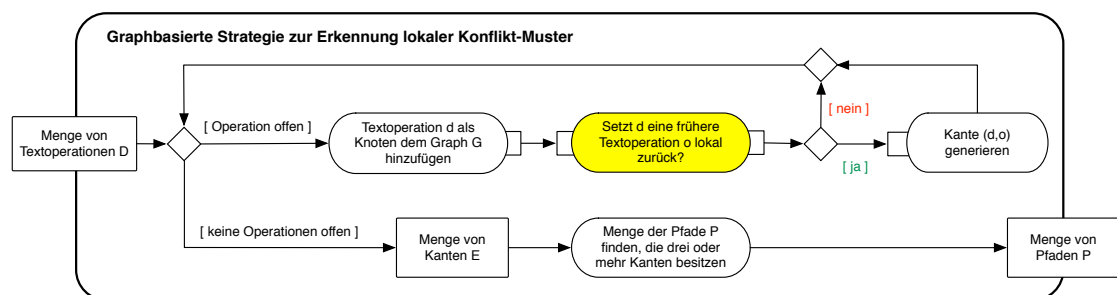 Graphbasierte Strategie zur Erkennung lokaler Konflikt-Muster
Menge von
Textoperationen D
[ Operation offen ]
Textoperation d als
Knoten dem Graph G
hinzufügen
Setzt d eine frühere
Textoperation o lokal
zurück?
[ nein ]
[ ja ]
Kante (d,o)
generieren
[ keine Operationen offen ]
Menge von
Kanten E
Menge der Pfade P
finden, die drei oder
mehr Kanten besitzen
Menge von
Pfaden P